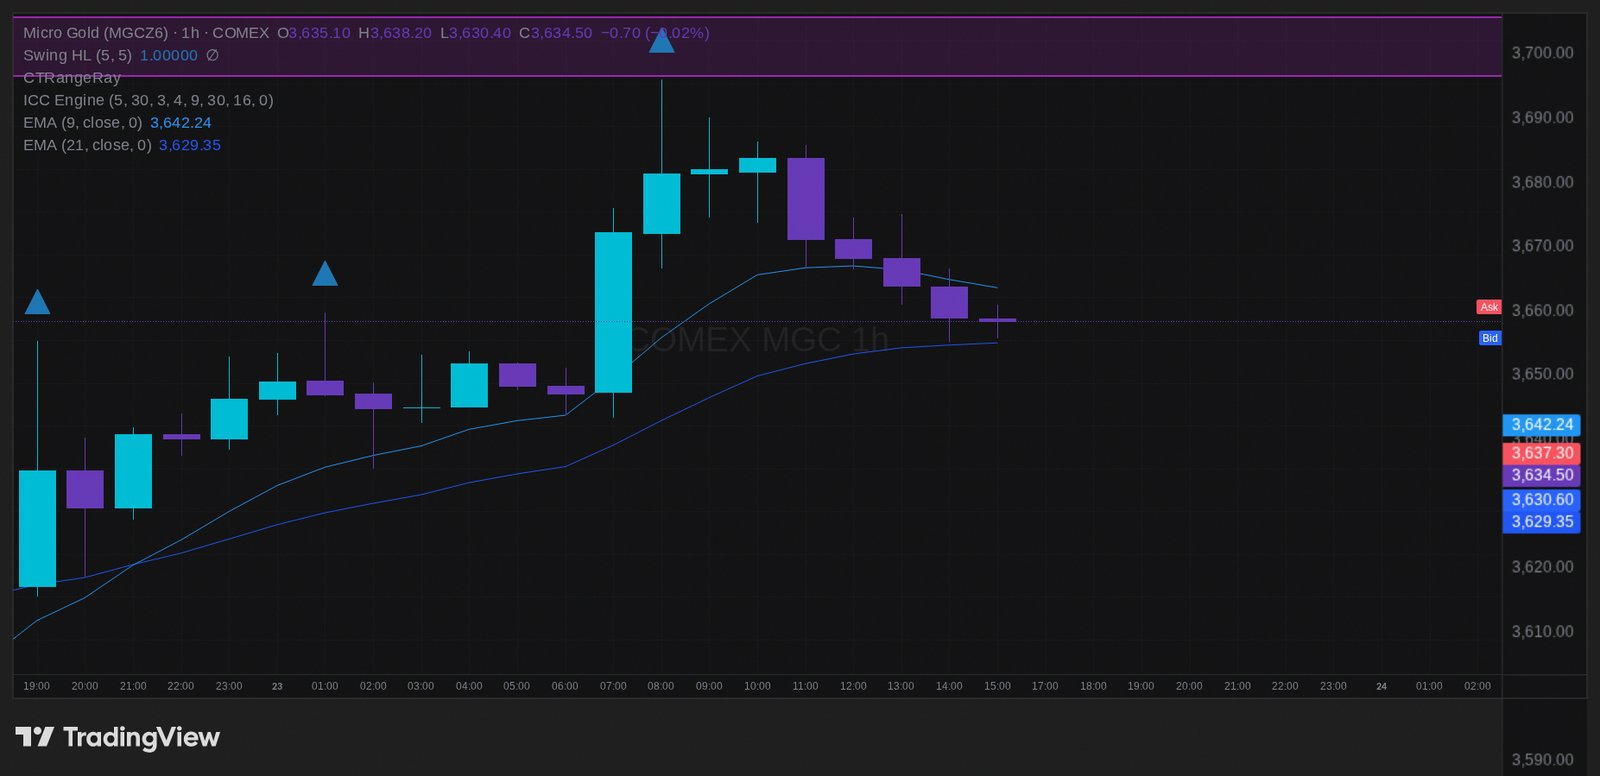 Micro Gold (MGCZ6) · 1h · COMEX O3,635.10 H3,638.20 L3,630.40 C3,634.50 −0.70 (−0.02%)
Swing HL (5, 5) 1.00000 ∅
CTRangeRay
ICC Engine (5, 30, 3, 4, 9, 30, 16, 0)
EMA (9, close, 0) 3,642.24
EMA (21, close, 0) 3,629.35
COMEX MGC 1h
3,700.00
3,690.00
3,680.00
3,670.00
Ask
3,660.00
Bid
3,650.00
3,642.24
3,640.00
3,637.30
3,634.50
3,630.60
3,629.35
3,620.00
3,610.00
3,590.00
19:00 20:00 21:00 22:00 23:00 23 01:00 02:00 03:00 04:00 05:00 06:00 07:00 08:00 09:00 10:00 11:00 12:00 13:00 14:00 15:00 17:00 18:00 19:00 20:00 21:00 22:00 23:00 24 01:00 02:00
TradingView